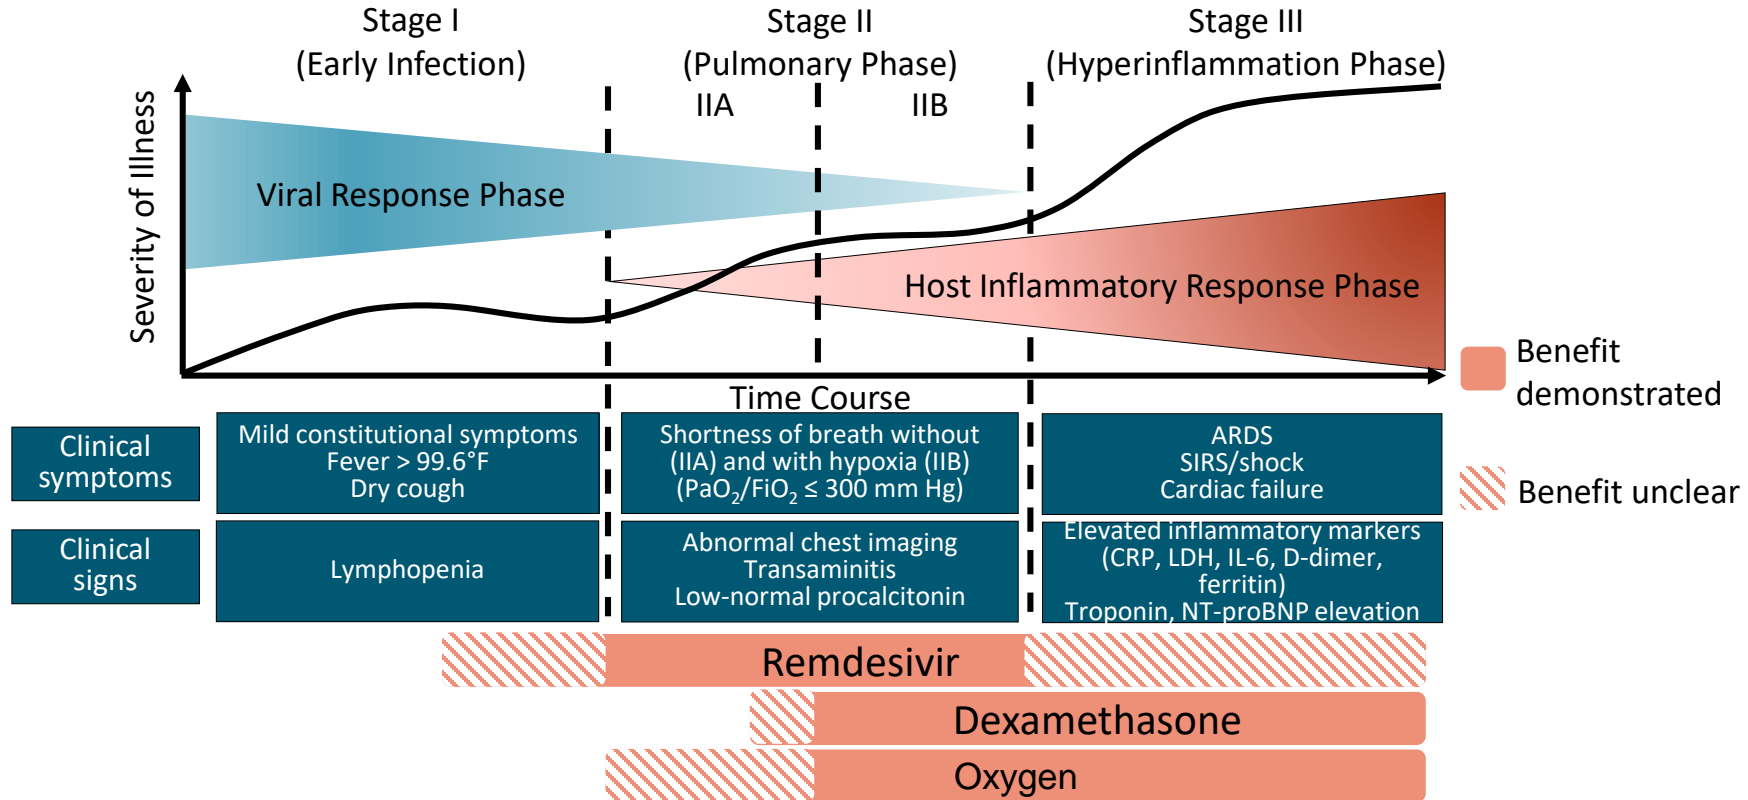 Stage I
(Early Infection)
Stage II
(Pulmonary Phase)
IIA
IIB
Stage III
(Hyperinflammation Phase)
Severity of Illness
Viral Response Phase
Host Inflammatory Response Phase
Time Course
Benefit
demonstrated
Benefit unclear
Clinical
symptoms
Mild constitutional symptoms
Fever > 99.6°F
Dry cough
Shortness of breath without
(IIA) and with hypoxia (IIB)
(PaO₂/FiO₂ ≤ 300 mm Hg)
ARDS
SIRS/shock
Cardiac failure
Clinical
signs
Lymphopenia
Abnormal chest imaging
Transaminitis
Low-normal procalcitonin
Elevated inflammatory markers
(CRP, LDH, IL-6, D-dimer,
ferritin)
Troponin, NT-proBNP elevation
Remdesivir
Dexamethasone
Oxygen